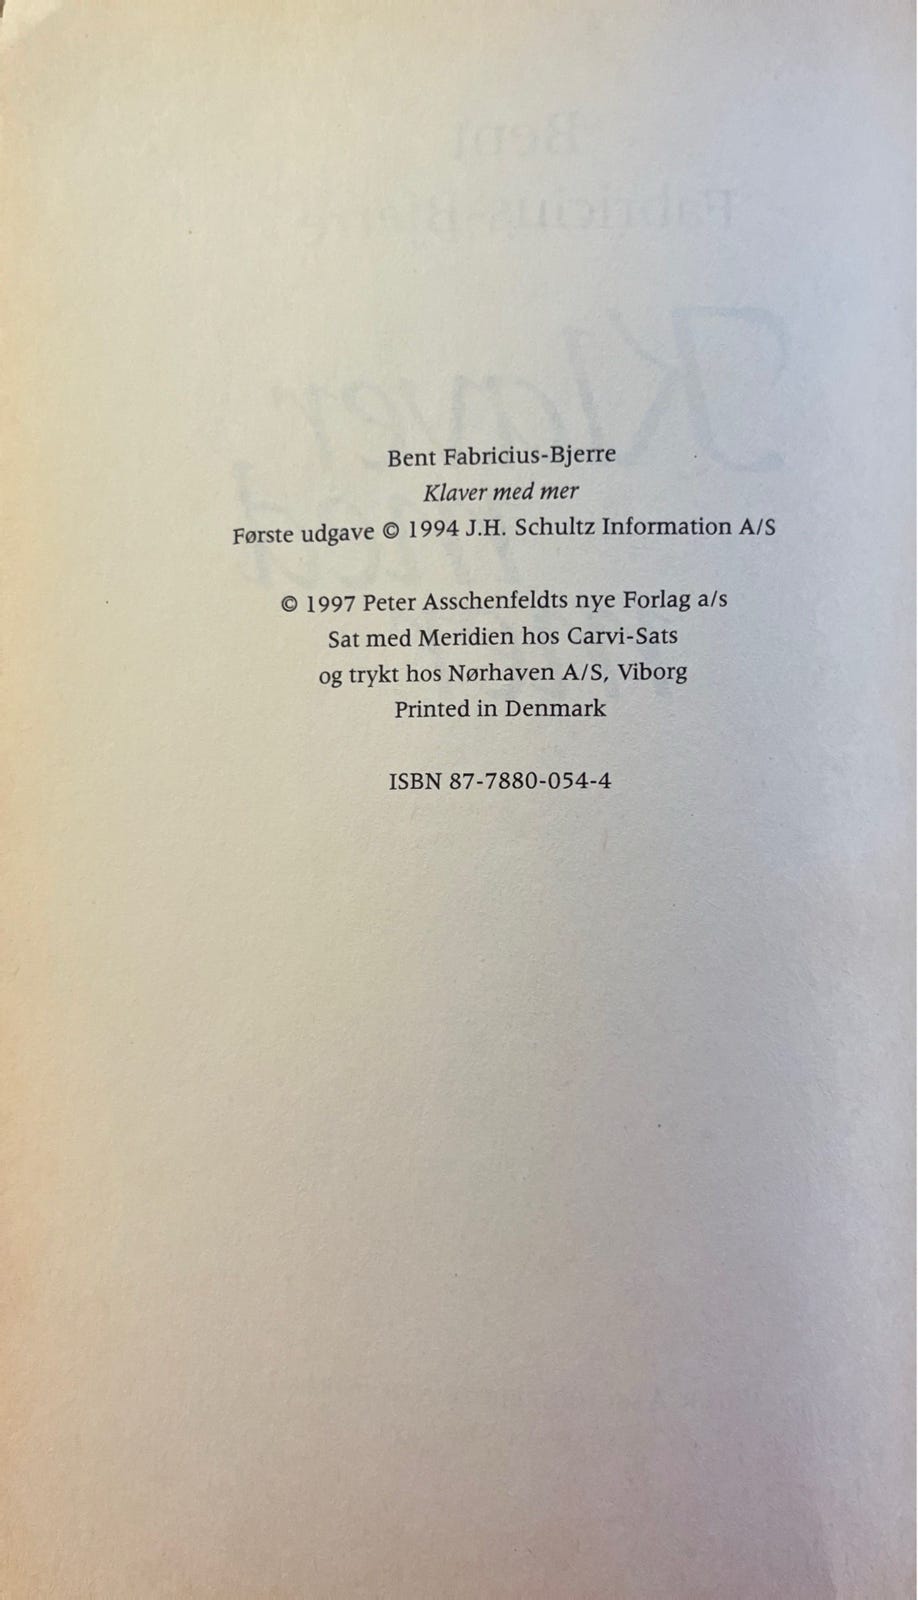 Bent Fabricius-Bjerre
Klaver med mer
Første udgave © 1994 J.H. Schultz Information A/S
© 1997 Peter Asschenfeldts nye Forlag a/s
Sat med Meridien hos Carvi-Sats
og trykt hos Nørhaven A/S, Viborg
Printed in Denmark
ISBN 87-7880-054-4